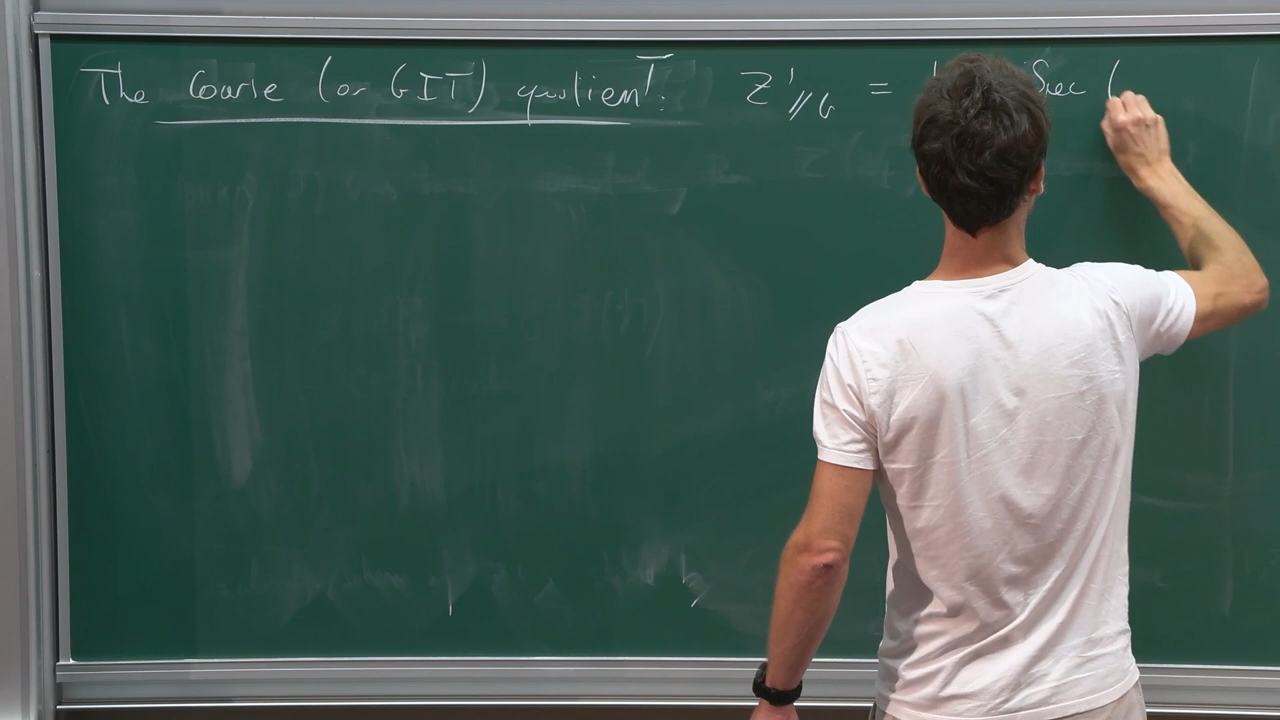 The Coarse (or GIT) quotient: Z' // G = Spec (